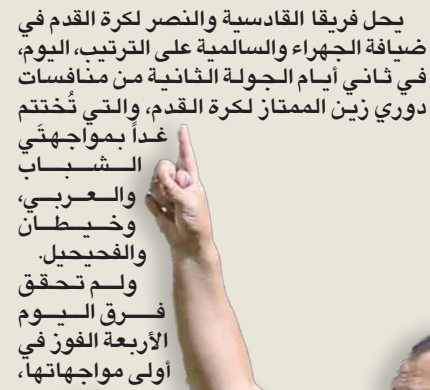 يحل فريقا القادسية والنصر لكرة القدم في
ضيافة الجهراء والسالمية على الترتيب، اليوم،
في ثاني أيام الجولة الثانية من منافسات
دوري زين الممتاز لكرة القدم، والتي تُختتم
غداً بمواجهتَي
الشباب
والعربي،
وخيطان
والفحيحيل.
ولم تحقق
فرق اليوم
الأربعة الفوز في
أولى مواجهاتها،